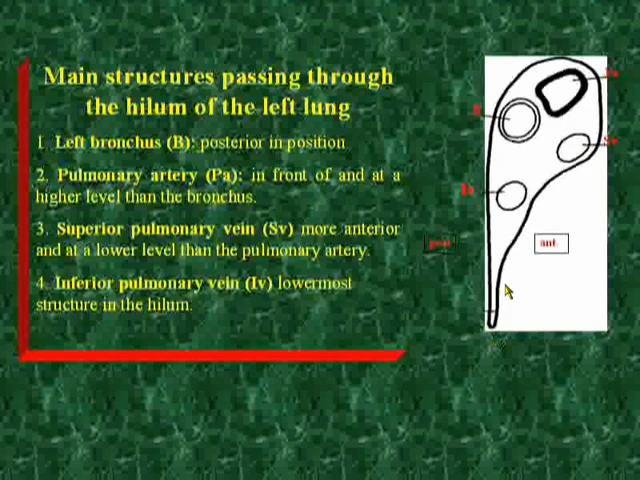 Main structures passing through
the hilum of the left lung
1. Left bronchus (B): posterior in position
2. Pulmonary artery (Pa): in front of and at a
higher level than the bronchus.
3. Superior pulmonary vein (Sv) more anterior
and at a lower level than the pulmonary artery.
4. Inferior pulmonary vein (Iv) lowermost
structure in the hilum.
Pa
B
Sv
Iv
post
ant.